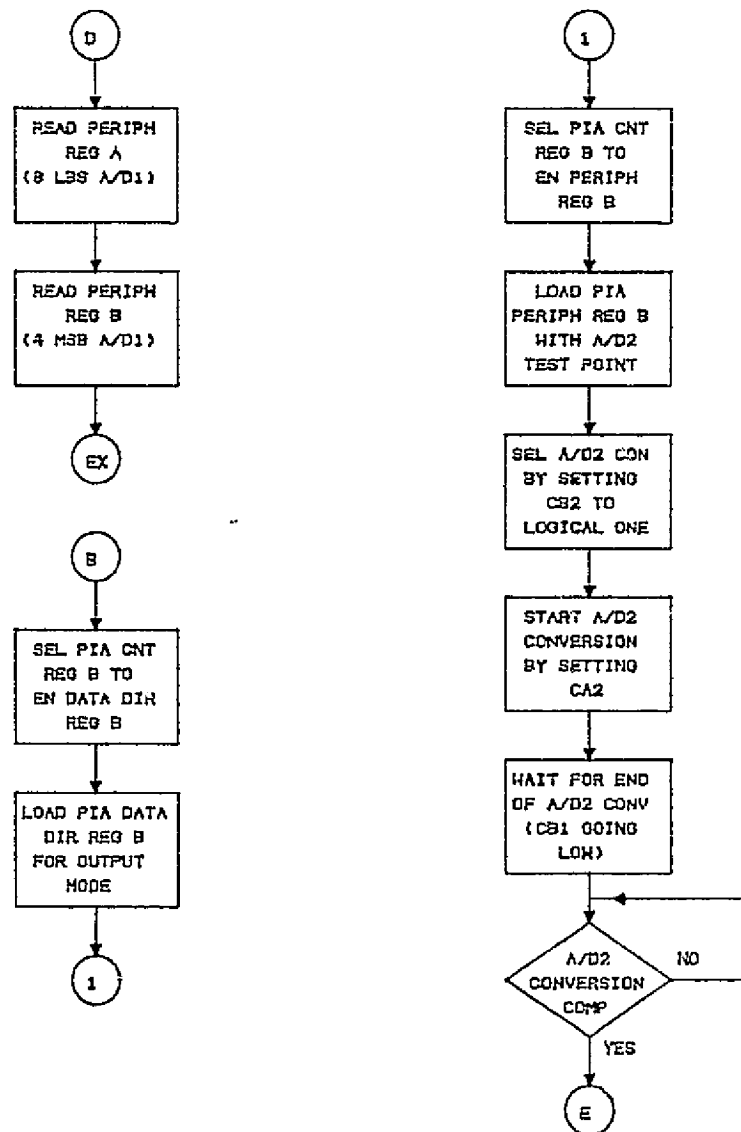 D
READ PERIPH
REG A
(8 LBS A/D1)
READ PERIPH
REG B
(4 MSB A/D1)
EX
B
SEL PIA CNT
REG B TO
EN DATA DIR
REG B
LOAD PIA DATA
DIR REG B
FOR OUTPUT
MODE
1
1
SEL PIA CNT
REG B TO
EN PERIPH
REG B
LOAD PIA
PERIPH REG B
WITH A/D2
TEST POINT
SEL A/D2 CON
BY SETTING
CB2 TO
LOGICAL ONE
START A/D2
CONVERSION
BY SETTING
CA2
WAIT FOR END
OF A/D2 CONV
(CB1 GOING
LOW)
A/D2
CONVERSION
COMP
NO
YES
E